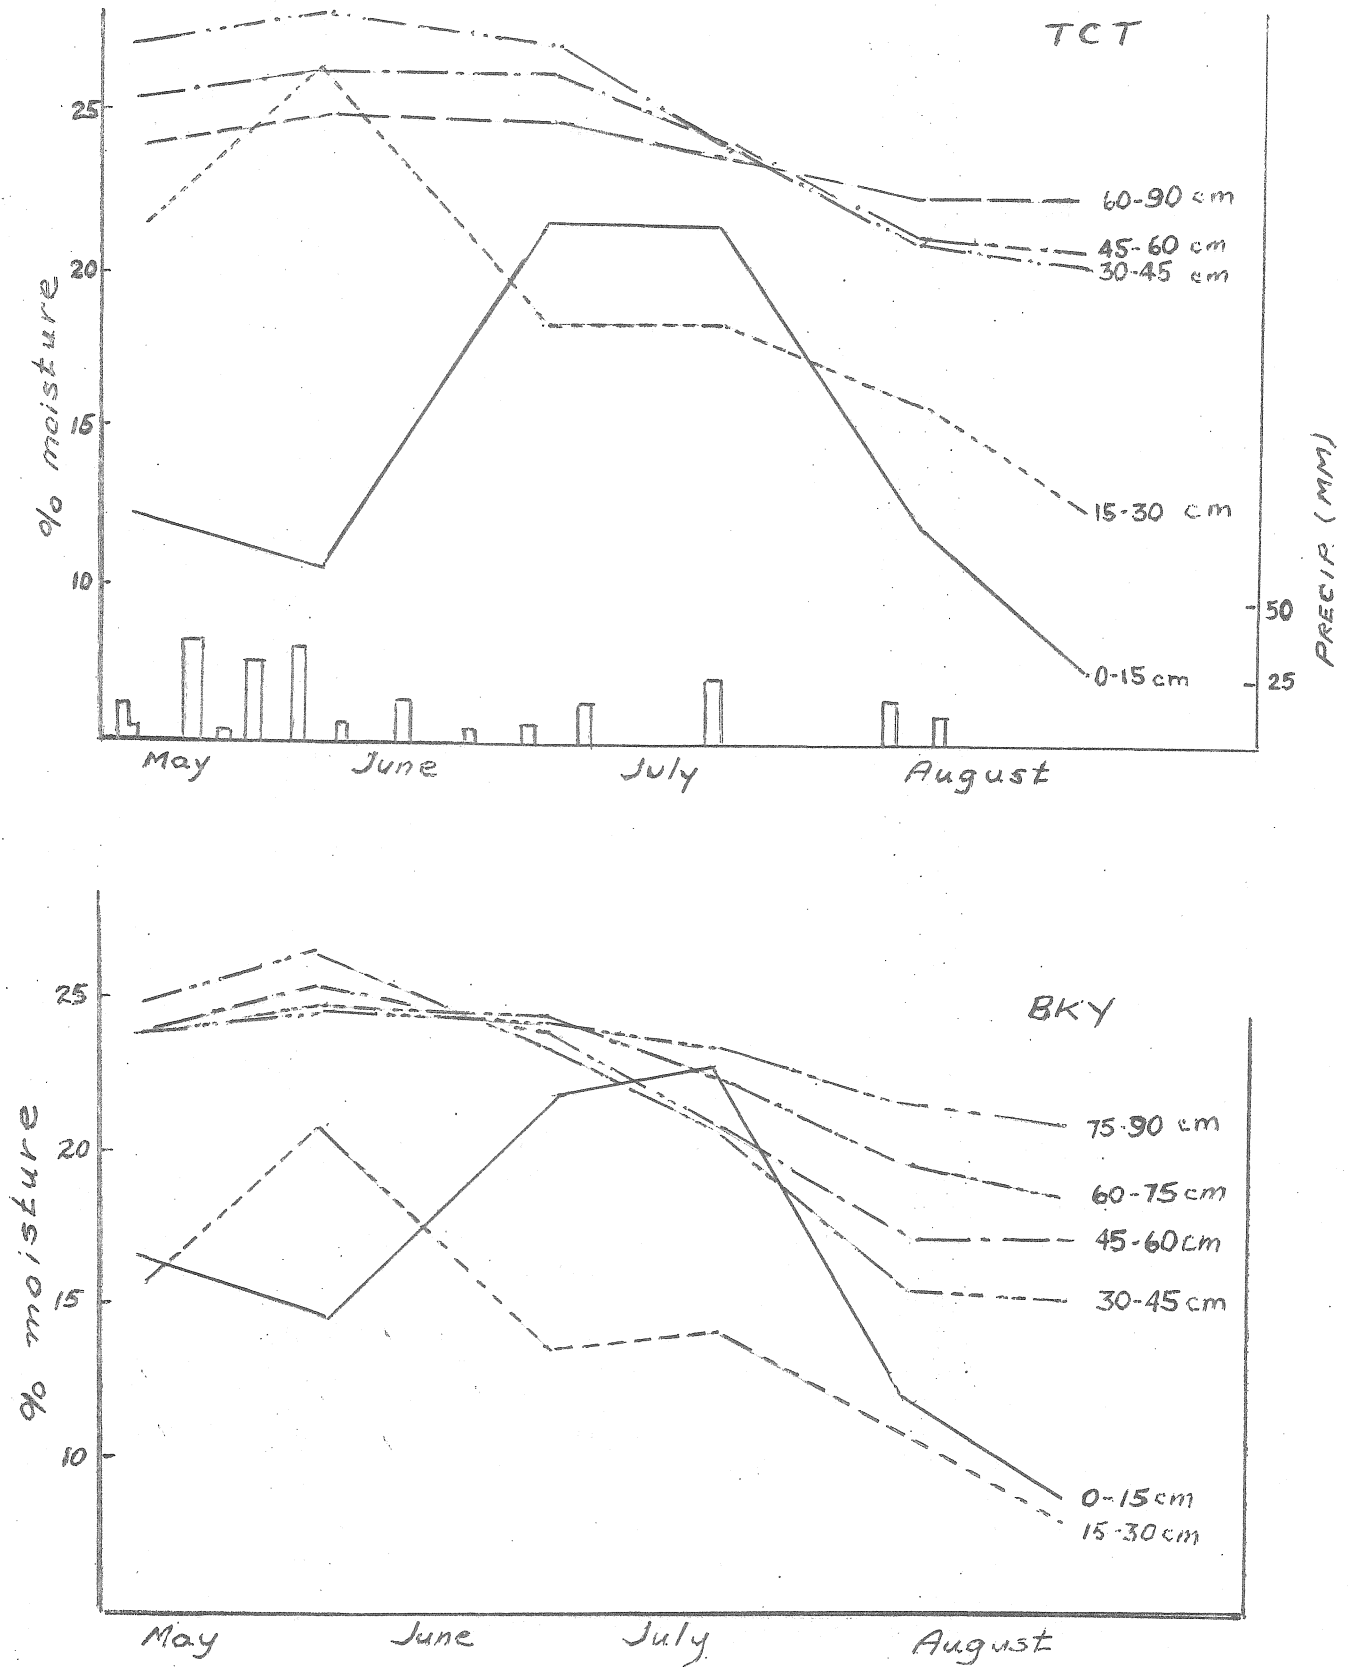 TCT
25
20
15
10
% moisture
60-90 cm
45-60 cm
30-45 cm
15-30 cm
0-15 cm
50
25
PRECIP. (MM)
May June July August
BKY
25
20
15
10
% moisture
75-90 cm
60-75 cm
45-60 cm
30-45 cm
0-15 cm
15-30 cm
May June July August